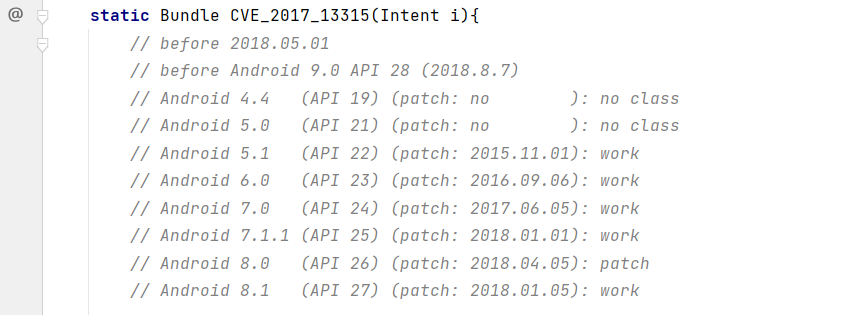 @ static Bundle CVE_2017_13315(Intent i){
// before 2018.05.01
// before Android 9.0 API 28 (2018.8.7)
// Android 4.4   (API 19) (patch: no        ): no class
// Android 5.0   (API 21) (patch: no        ): no class
// Android 5.1   (API 22) (patch: 2015.11.01): work
// Android 6.0   (API 23) (patch: 2016.09.06): work
// Android 7.0   (API 24) (patch: 2017.06.05): work
// Android 7.1.1 (API 25) (patch: 2018.01.01): work
// Android 8.0   (API 26) (patch: 2018.04.05): patch
// Android 8.1   (API 27) (patch: 2018.01.05): work